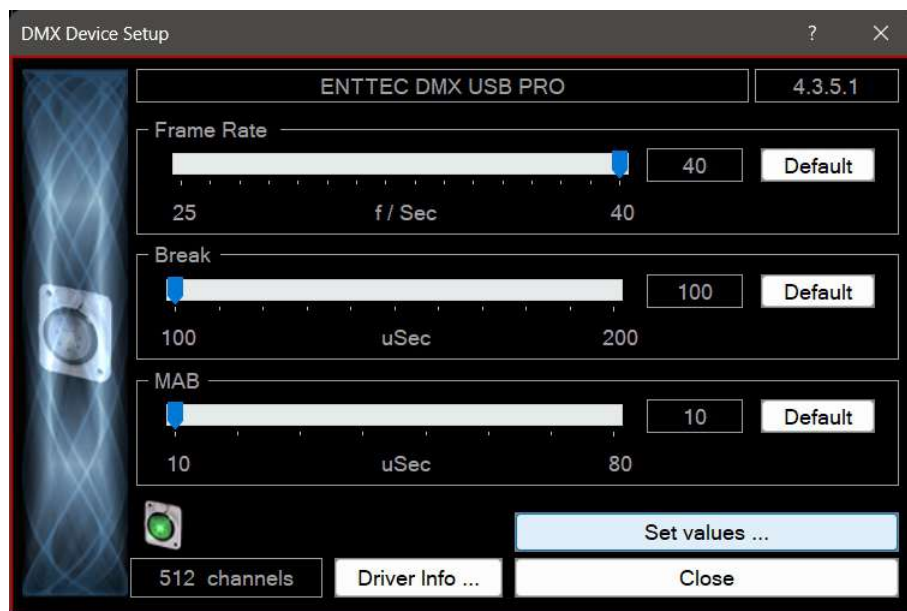 DMX Device Setup ? ×
ENTTEC DMX USB PRO 4.3.5.1
Frame Rate
40 Default
25 f / Sec 40
Break
100 Default
100 uSec 200
MAB
10 Default
10 uSec 80
Set values ...
512 channels Driver Info ... Close